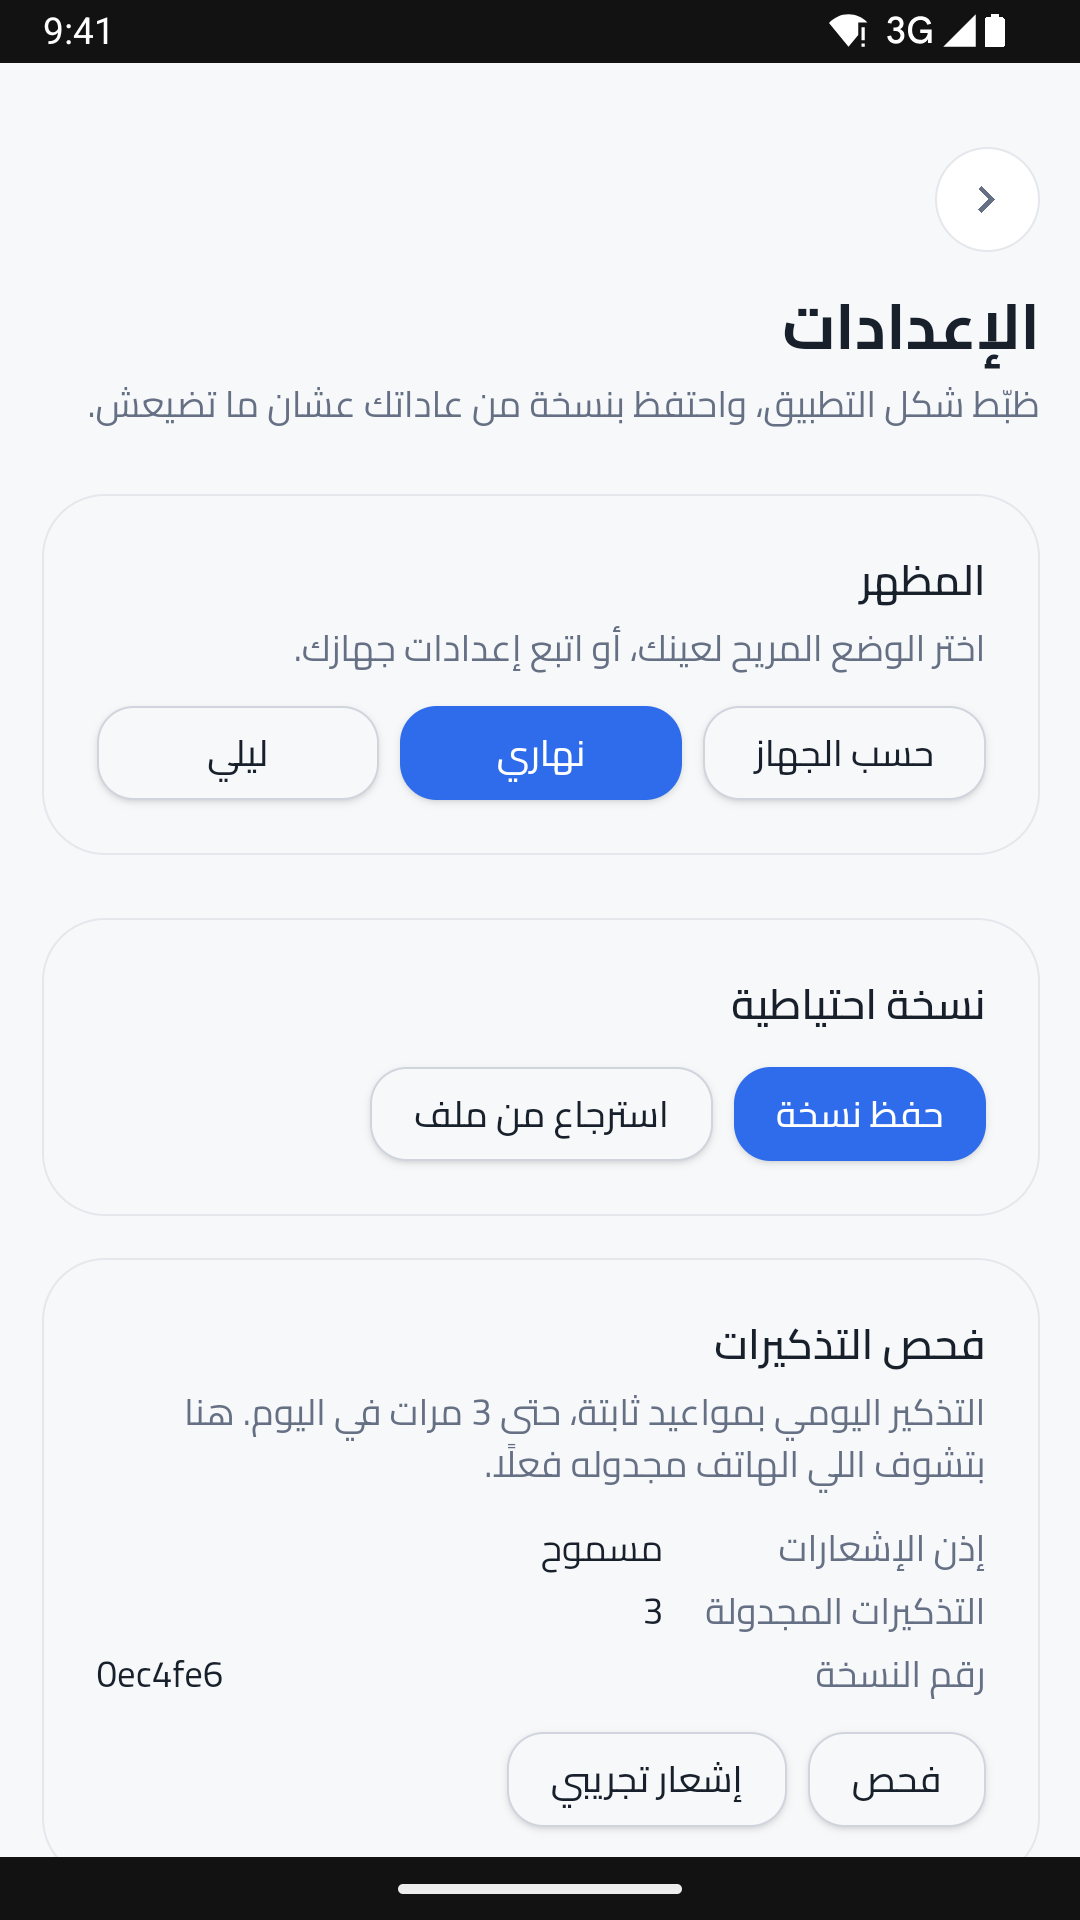 9:41
3G
الإعدادات
ظبّط شكل التطبيق، واحتفظ بنسخة من عاداتك عشان ما تضيعش.
المظهر
اختر الوضع المريح لعينك، أو اتبع إعدادات جهازك.
حسب الجهاز
نهاري
ليلي
نسخة احتياطية
حفظ نسخة
استرجاع من ملف
فحص التذكيرات
التذكير اليومي بمواعيد ثابتة، حتى 3 مرات في اليوم. هنا
بتشوف اللي الهاتف مجدوله فعلًا.
إذن الإشعارات مسموح
التذكيرات المجدولة 3
رقم النسخة 0ec4fe6
فحص
إشعار تجريبي